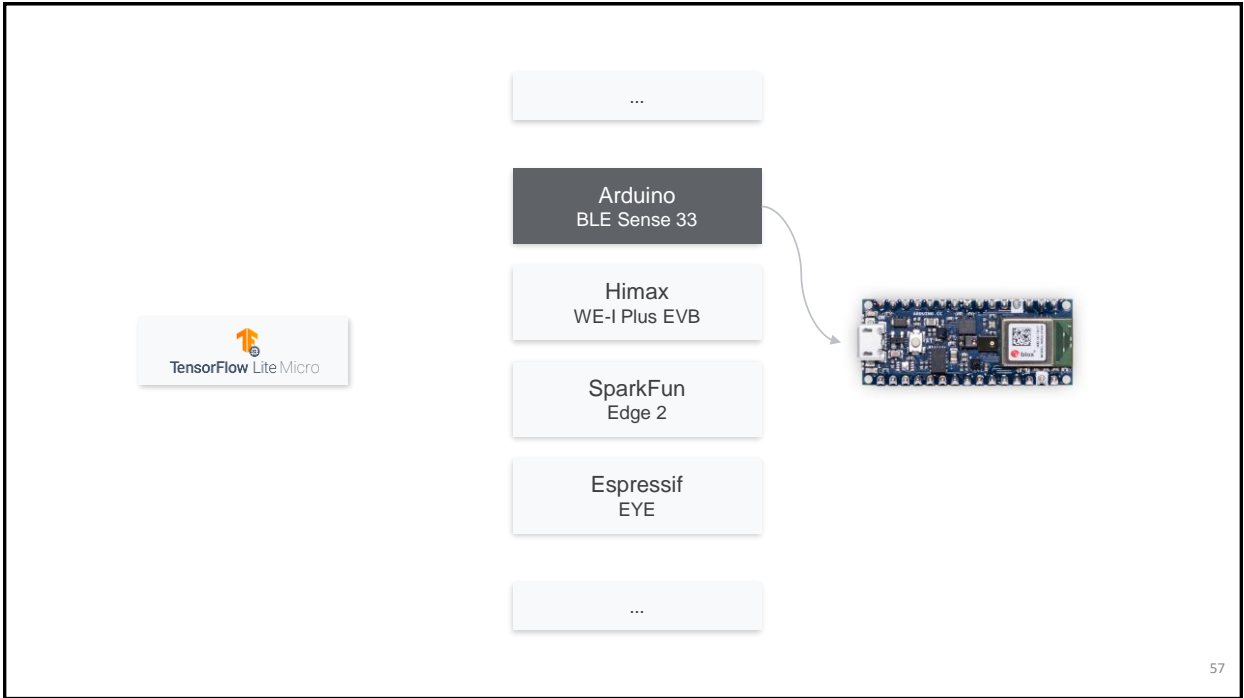 ...
Arduino
BLE Sense 33
Himax
WE-I Plus EVB
TensorFlow Lite Micro
SparkFun
Edge 2
Espressif
EYE
...
57